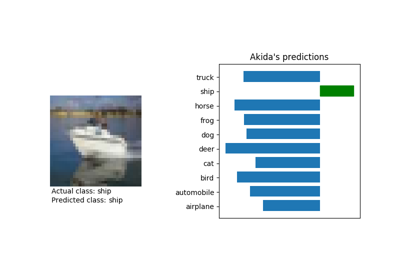 Akida's predictions
truck
ship
horse
frog
dog
deer
cat
bird
automobile
airplane
Actual class: ship
Predicted class: ship